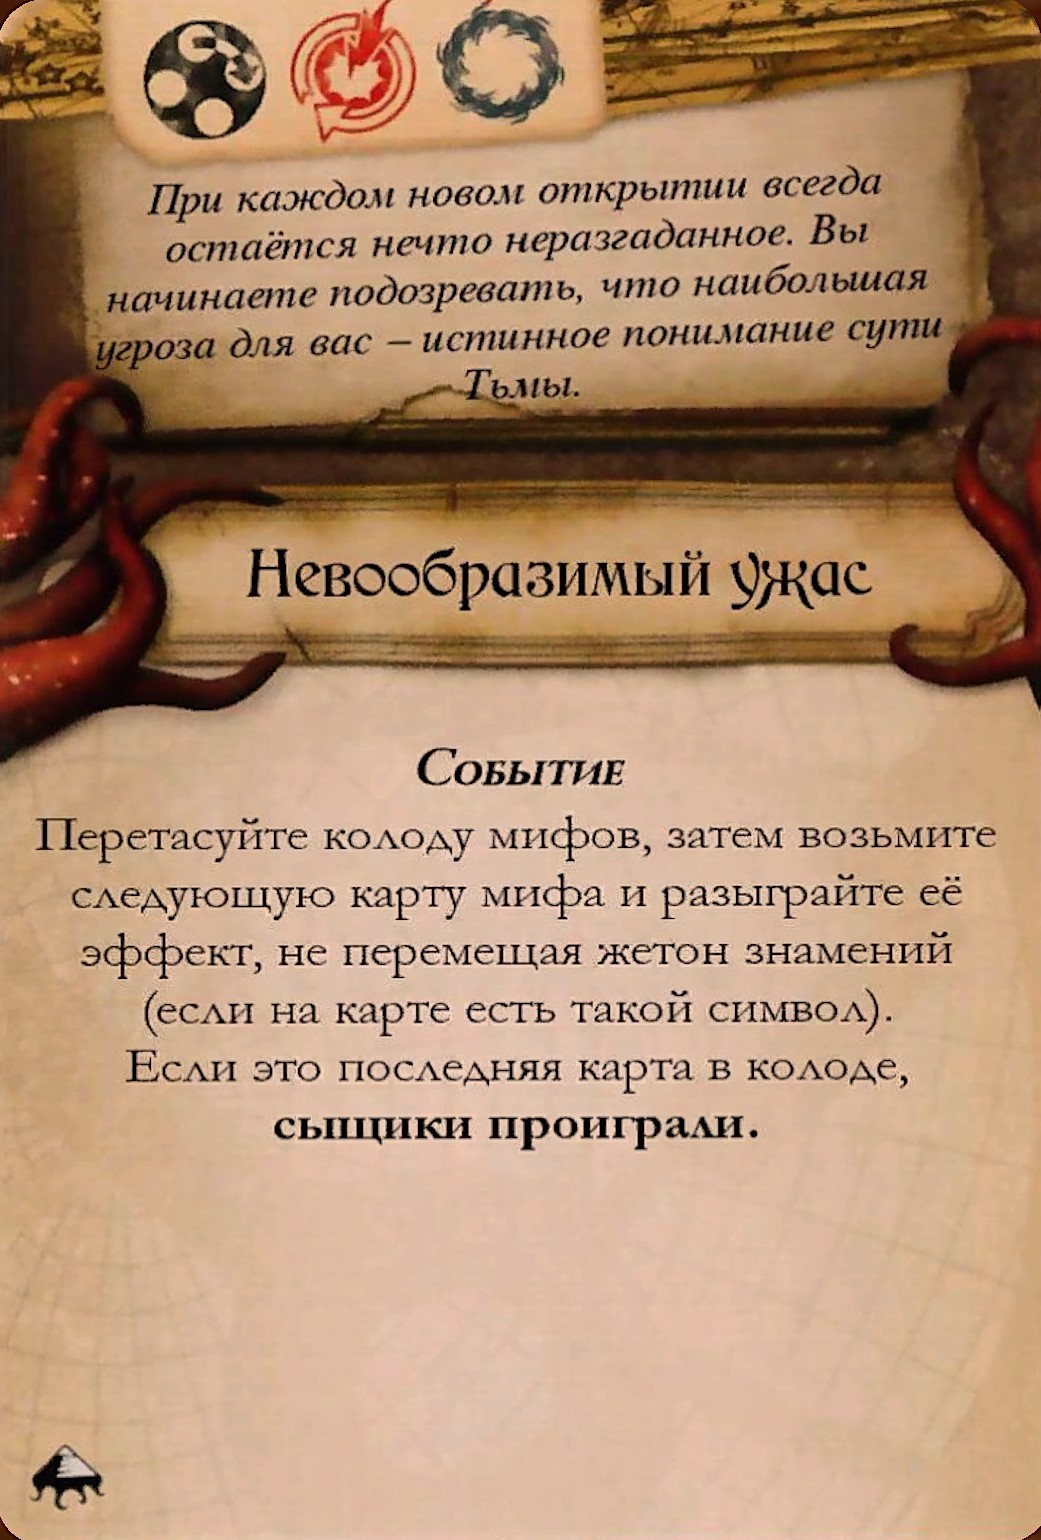 При каждом новом открытии всегда
остаётся нечто неразгаданное. Вы
начинаете подозревать, что наибольшая
угроза для вас – истинное понимание сути
Тьмы.
Невообразимый ужас
Событие
Перетасуйте колоду мифов, затем возьмите
следующую карту мифа и разыграйте её
эффект, не перемещая жетон знамений
(если на карте есть такой символ).
Если это последняя карта в колоде,
сыщики проиграли.